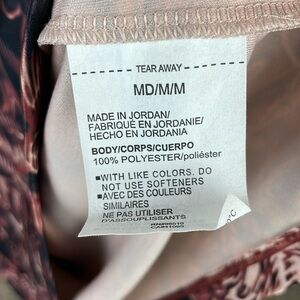 TEAR AWAY
MD/M/M
MADE IN JORDAN/
FABRIQUÉ EN JORDANIE/
HECHO EN JORDANIA
BODY/CORPS/CUERPO
100% POLYESTER/poliéster
■WITH LIKE COLORS. DO
NOT USE SOFTENERS
■AVEC DES COULEURS
SIMILAIRES
NE PAS UTILISER
D'ASSOUPLISSANTS